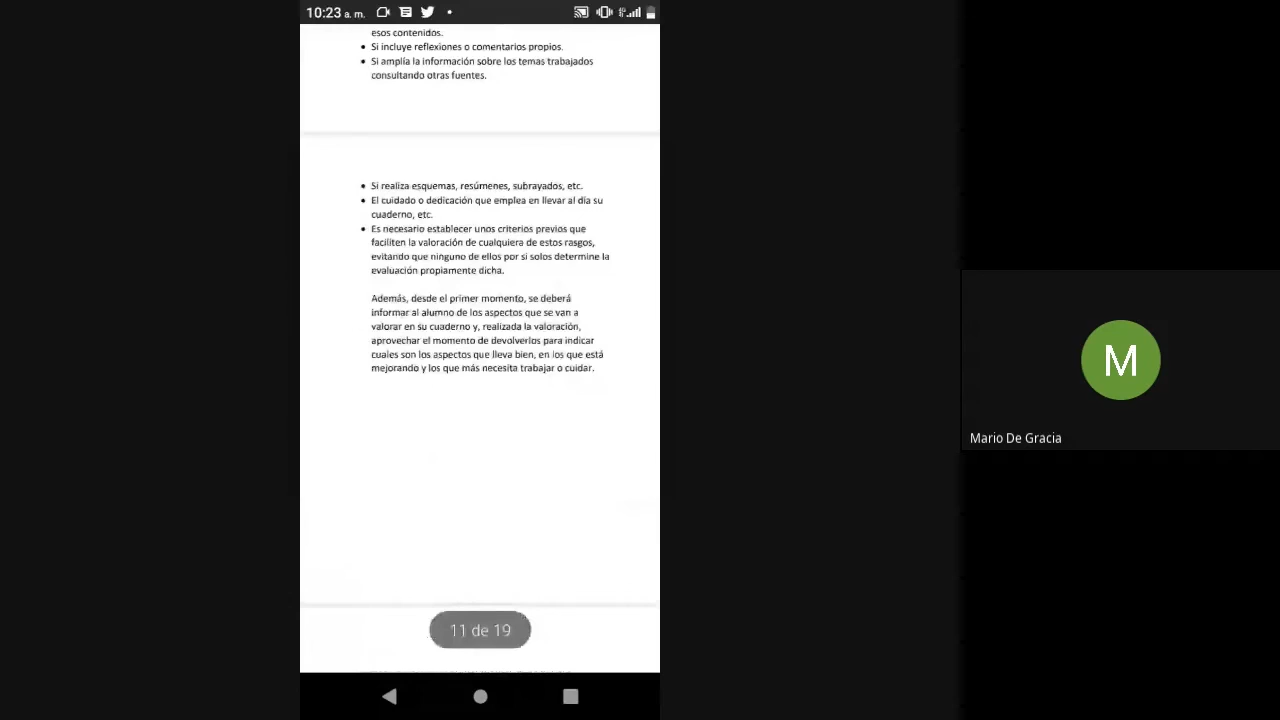 10:23 a. m.
esos contenidos.
• Si incluye reflexiones o comentarios propios.
• Si amplía la información sobre los temas trabajados
consultando otras fuentes.
• Si realiza esquemas, resúmenes, subrayados, etc.
• El cuidado o dedicación que emplea en llevar al día su
cuaderno, etc.
• Es necesario establecer unos criterios previos que
faciliten la valoración de cualquiera de estos rasgos,
evitando que ninguno de ellos por si solos determine la
evaluación propiamente dicha.
Además, desde el primer momento, se deberá
informar al alumno de los aspectos que se van a
valorar en su cuaderno y, realizada la valoración,
aprovechar el momento de devolverlos para indicar
cuales son los aspectos que lleva bien, en los que está
mejorando y los que más necesita trabajar o cuidar.
11 de 19
M
Mario De Gracia